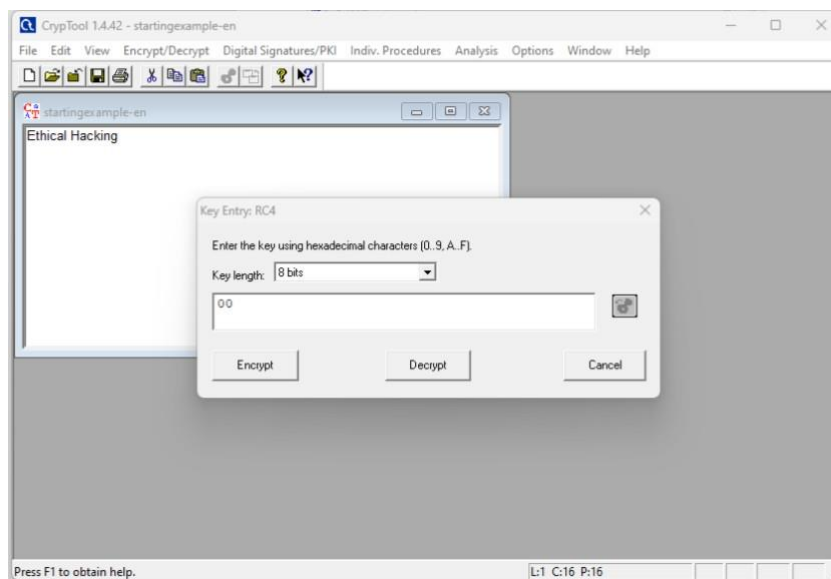 CrypTool 1.4.42 - startingexample-en
File Edit View Encrypt/Decrypt Digital Signatures/PKI Indiv. Procedures Analysis Options Window Help
startingexample-en
Ethical Hacking
Key Entry: RC4
Enter the key using hexadecimal characters (0..9, A..F).
Key length: 8 bits
00
Encrypt Decrypt Cancel
Press F1 to obtain help. L:1 C:16 P:16